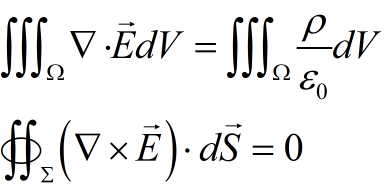 ∭_Ω ∇·E⃗dV = ∭_Ω ρ/ε₀ dV
∯_Σ (∇×E⃗)·dS⃗ = 0